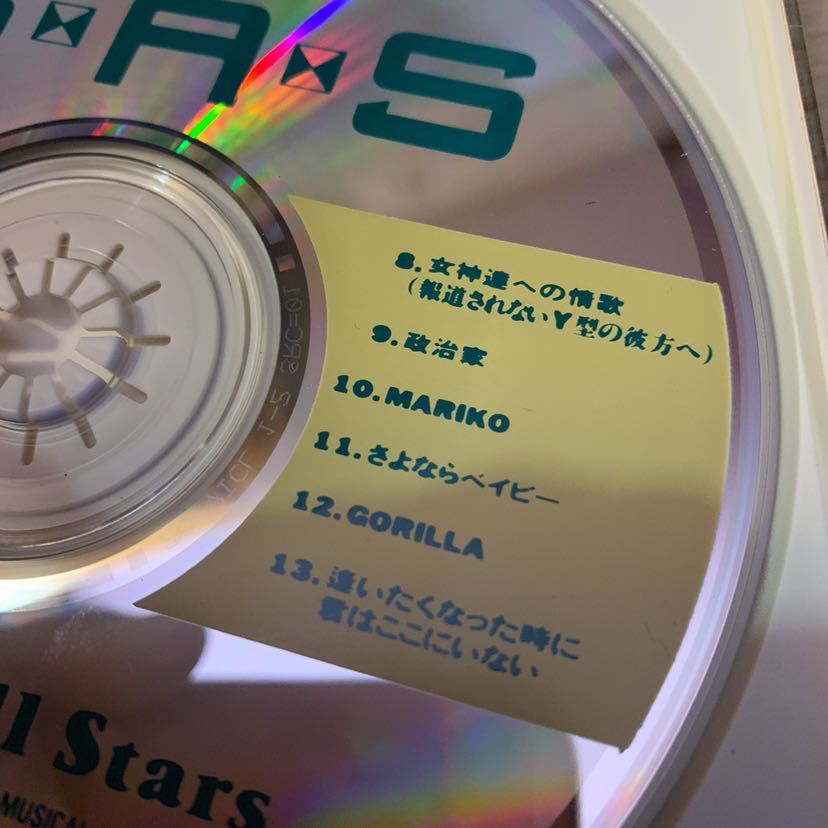 A・S
8.女神達への情歌
(報道されないY型の彼方へ)
9.政治家
10.MARIKO
11.さよならベイビー
12.GORILLA
13.逢いたくなった時に
君はここにいない
ll Stars
MUSICA